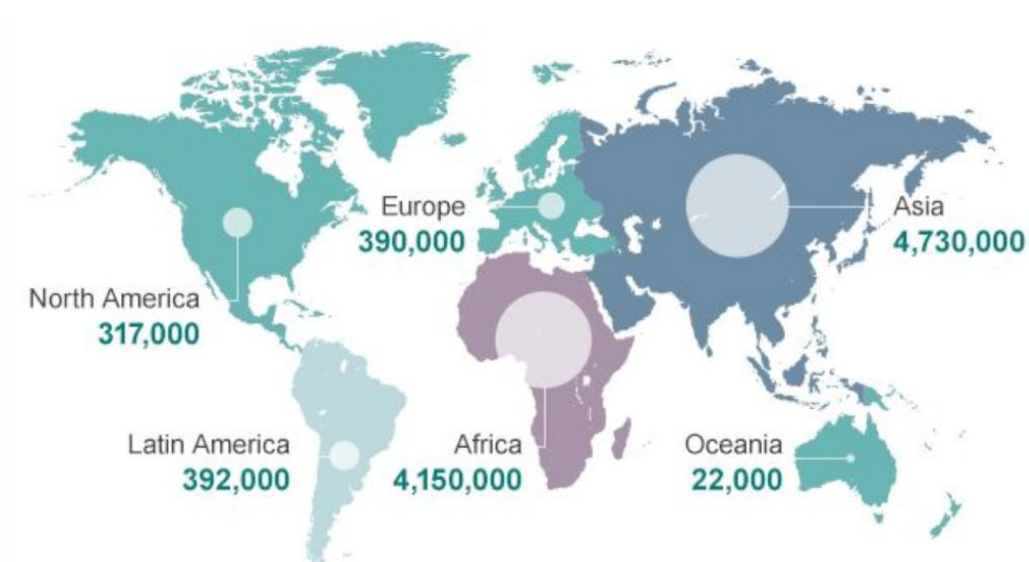 Europe
390,000
Asia
4,730,000
North America
317,000
Latin America
392,000
Africa
4,150,000
Oceania
22,000